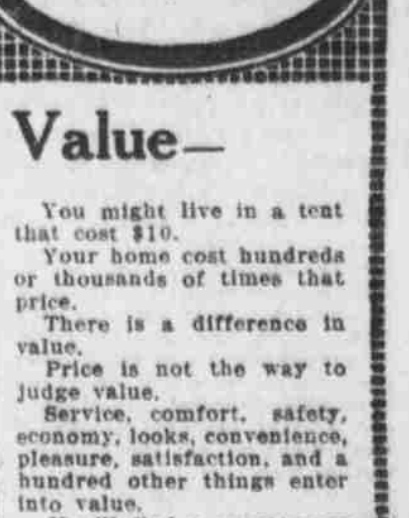 Value—
You might live in a tent
that cost $10.
Your home cost hundreds
or thousands of times that
price.
There is a difference in
value.
Price is not the way to
judge value.
Service, comfort, safety,
economy, looks, convenience,
pleasure, satisfaction, and a
hundred other things enter
into value.